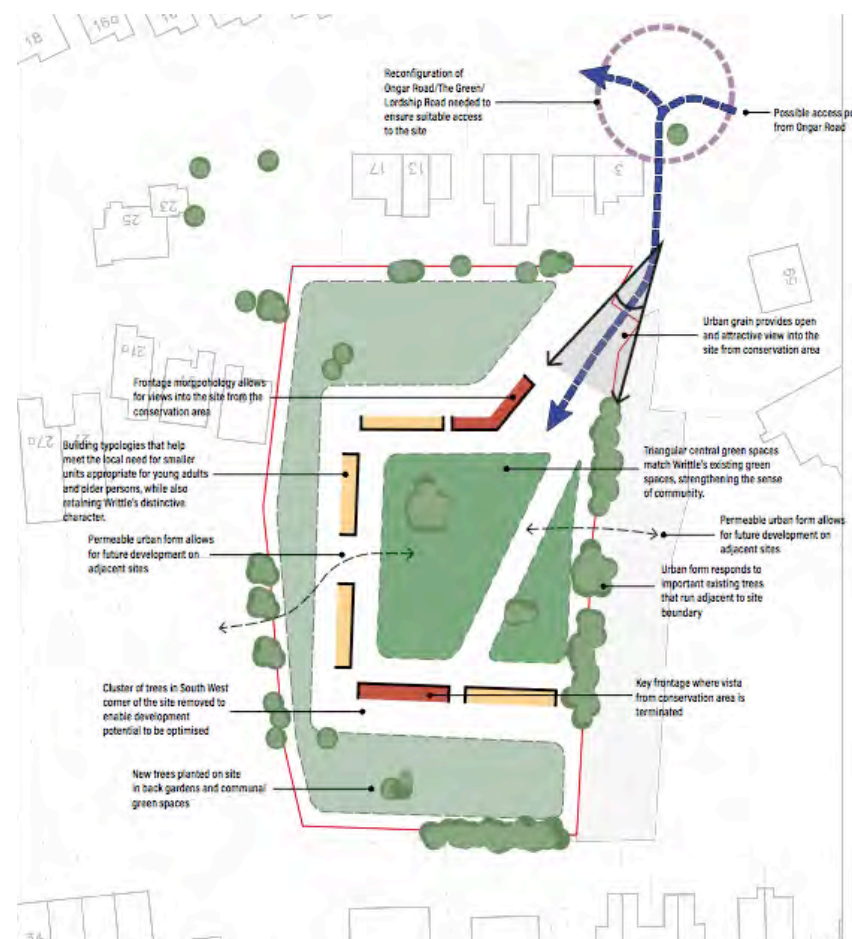 18
16a
16
Reconfiguration of
Ongar Road/The Green/
Lordship Road needed to
ensure suitable access
to the site
Possible access po
from Ongar Road
17
13
3
23
25
69
Urban grain provides open
and attractive view into the
site from conservation area
21a
Frontage morgpohology allows
for views into the site from the
conservation area
27a
27
Building typologies that help
meet the local need for smaller
units appropriate for young adults
and older persons, while also
retaining Writtle's distinctive
character.
Triangular central green spaces
match Writtle's existing green
spaces, strengthening the sense
of community.
Permeable urban form allows
for future development on
adjacent sites
Permeable urban form allows
for future development on
adjacent sites
Urban form responds to
important existing trees
that run adjacent to site
boundary
Cluster of trees in South West
corner of the site removed to
enable development
potential to be optimised
Key frontage where vista
from conservation area is
terminated
New trees planted on site
in back gardens and communal
green spaces
34